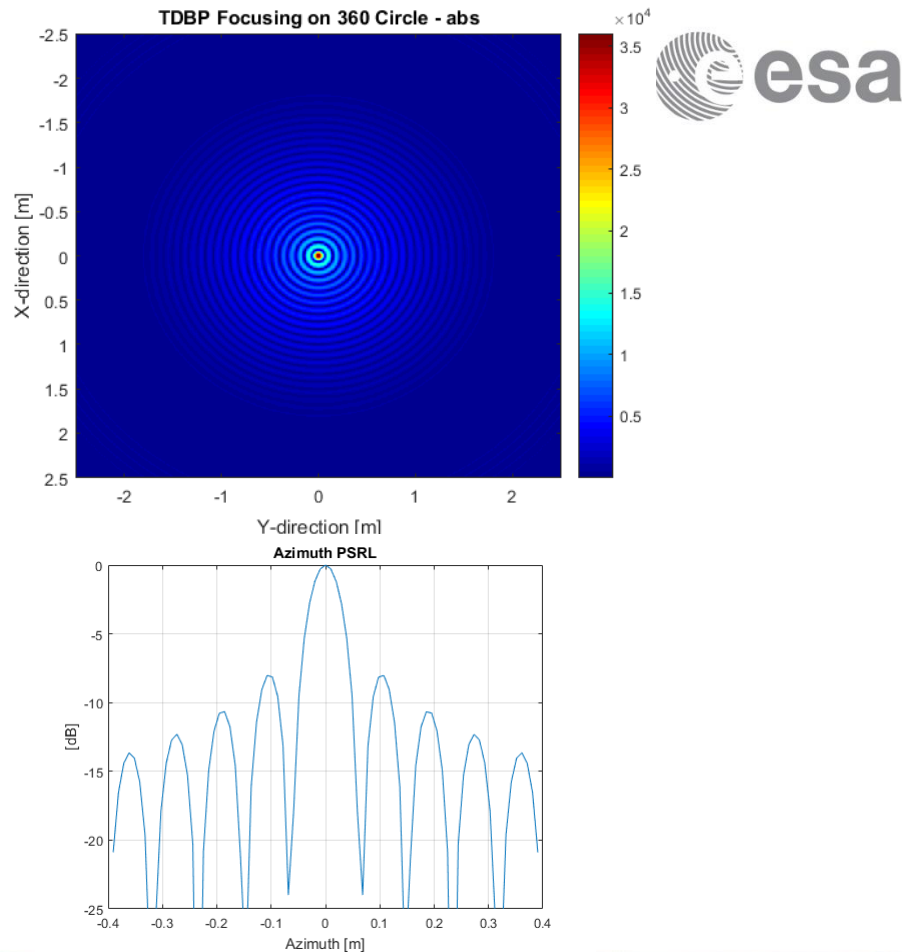 TDBP Focusing on 360 Circle - abs
×10⁴
esa
-2.5
-2
-1.5
-1
-0.5
0
0.5
1
1.5
2
2.5
X-direction [m]
-2 -1 0 1 2
Y-direction [m]
3.5
3
2.5
2
1.5
1
0.5
Azimuth PSRL
0
-5
-10
-15
-20
-25
[dB]
-0.4 -0.3 -0.2 -0.1 0 0.1 0.2 0.3 0.4
Azimuth [m]